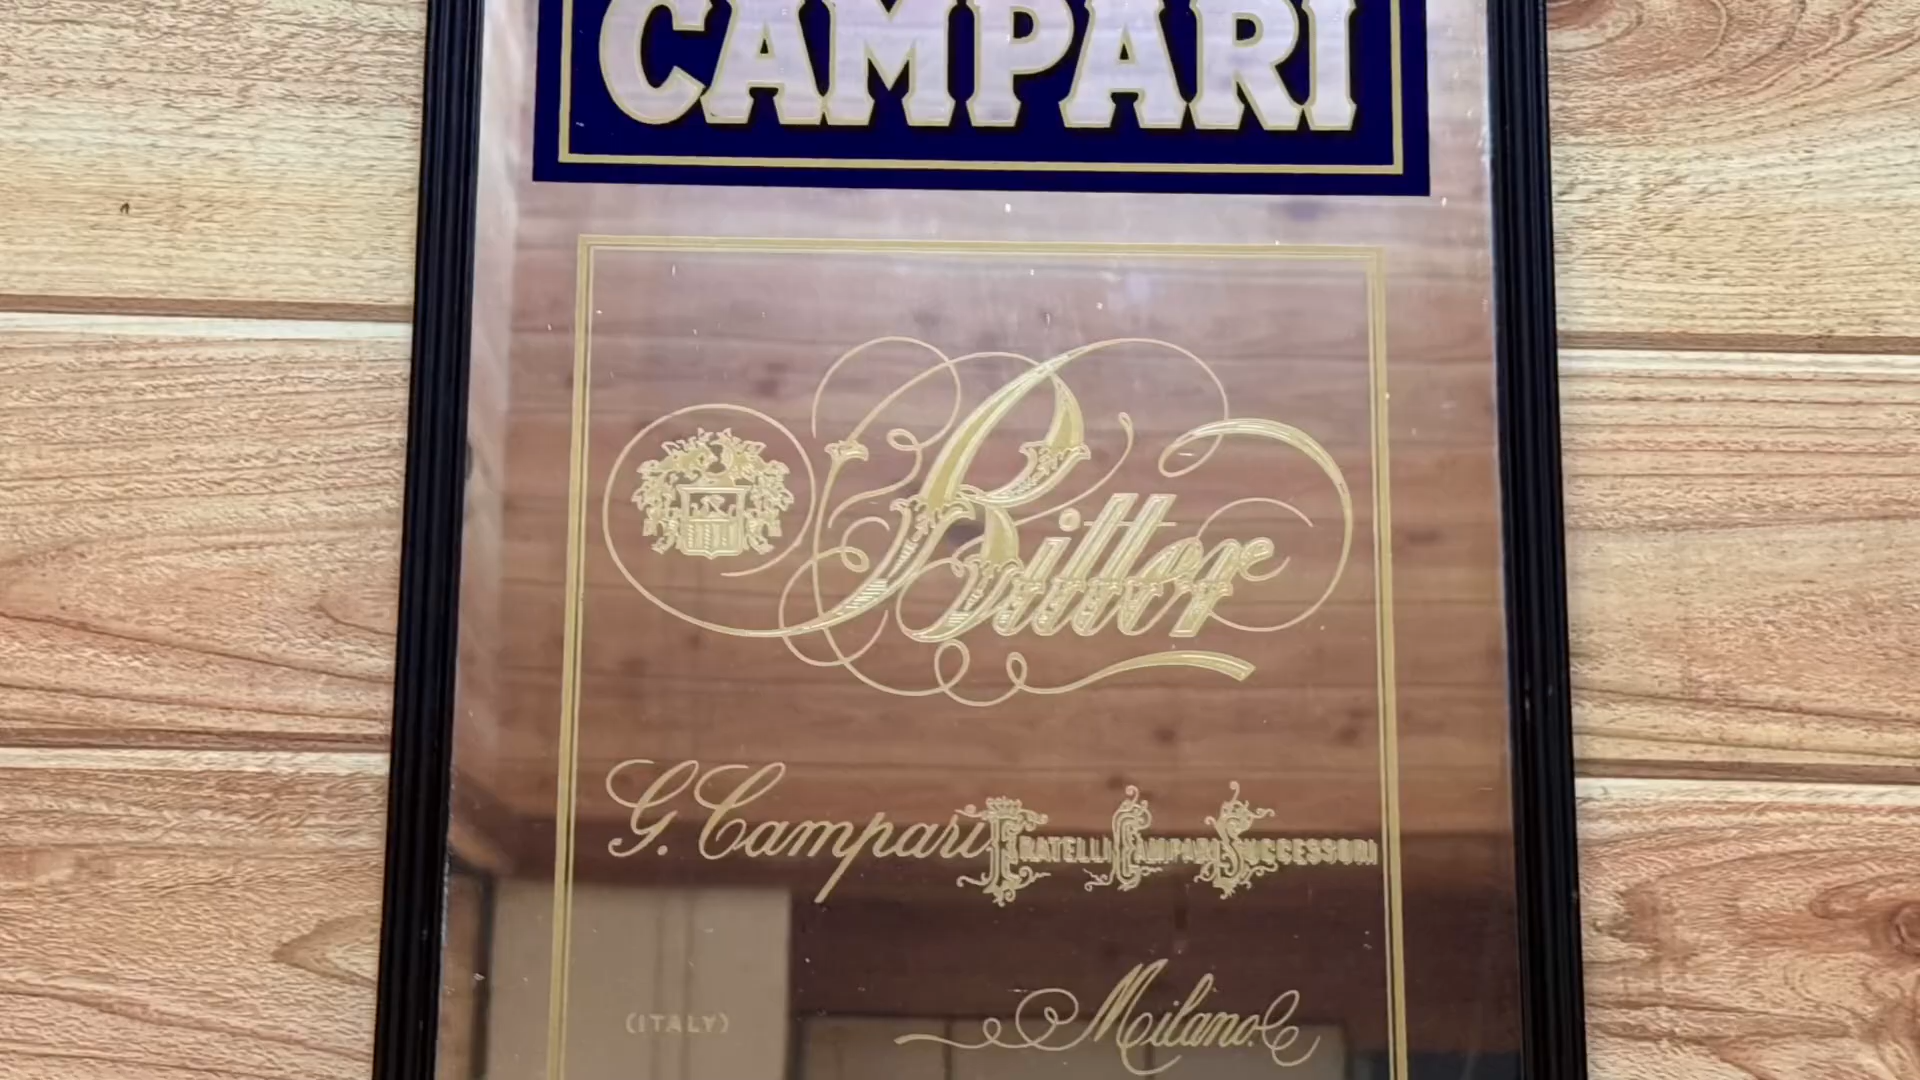 CAMPARI
Bitter
G. Campari FRATELLI CAMPARI SUCCESSORI
(ITALY) Milano.